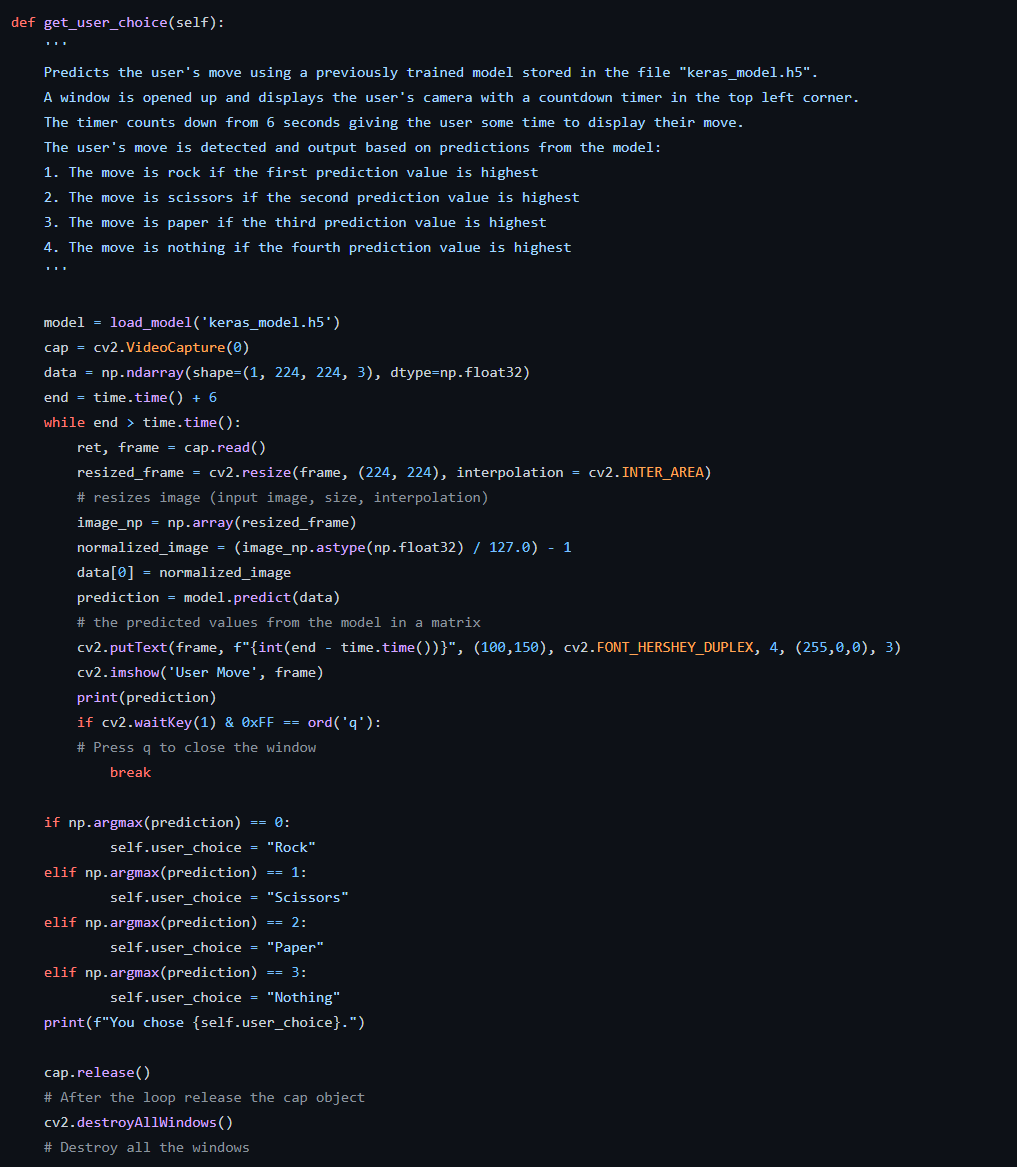 def get_user_choice(self):
    '''
    Predicts the user's move using a previously trained model stored in the file "keras_model.h5".
    A window is opened up and displays the user's camera with a countdown timer in the top left corner.
    The timer counts down from 6 seconds giving the user some time to display their move.
    The user's move is detected and output based on predictions from the model:
    1. The move is rock if the first prediction value is highest
    2. The move is scissors if the second prediction value is highest
    3. The move is paper if the third prediction value is highest
    4. The move is nothing if the fourth prediction value is highest
    '''
    model = load_model('keras_model.h5')
    cap = cv2.VideoCapture(0)
    data = np.ndarray(shape=(1, 224, 224, 3), dtype=np.float32)
    end = time.time() + 6
    while end > time.time():
        ret, frame = cap.read()
        resized_frame = cv2.resize(frame, (224, 224), interpolation = cv2.INTER_AREA)
        # resizes image (input image, size, interpolation)
        image_np = np.array(resized_frame)
        normalized_image = (image_np.astype(np.float32) / 127.0) - 1
        data[0] = normalized_image
        prediction = model.predict(data)
        # the predicted values from the model in a matrix
        cv2.putText(frame, f"{int(end - time.time())}", (100,150), cv2.FONT_HERSHEY_DUPLEX, 4, (255,0,0), 3)
        cv2.imshow('User Move', frame)
        print(prediction)
        if cv2.waitKey(1) & 0xFF == ord('q'):
        # Press q to close the window
            break
    if np.argmax(prediction) == 0:
            self.user_choice = "Rock"
    elif np.argmax(prediction) == 1:
            self.user_choice = "Scissors"
    elif np.argmax(prediction) == 2:
            self.user_choice = "Paper"
    elif np.argmax(prediction) == 3:
            self.user_choice = "Nothing"
    print(f"You chose {self.user_choice}.")
    cap.release()
    # After the loop release the cap object
    cv2.destroyAllWindows()
    # Destroy all the windows